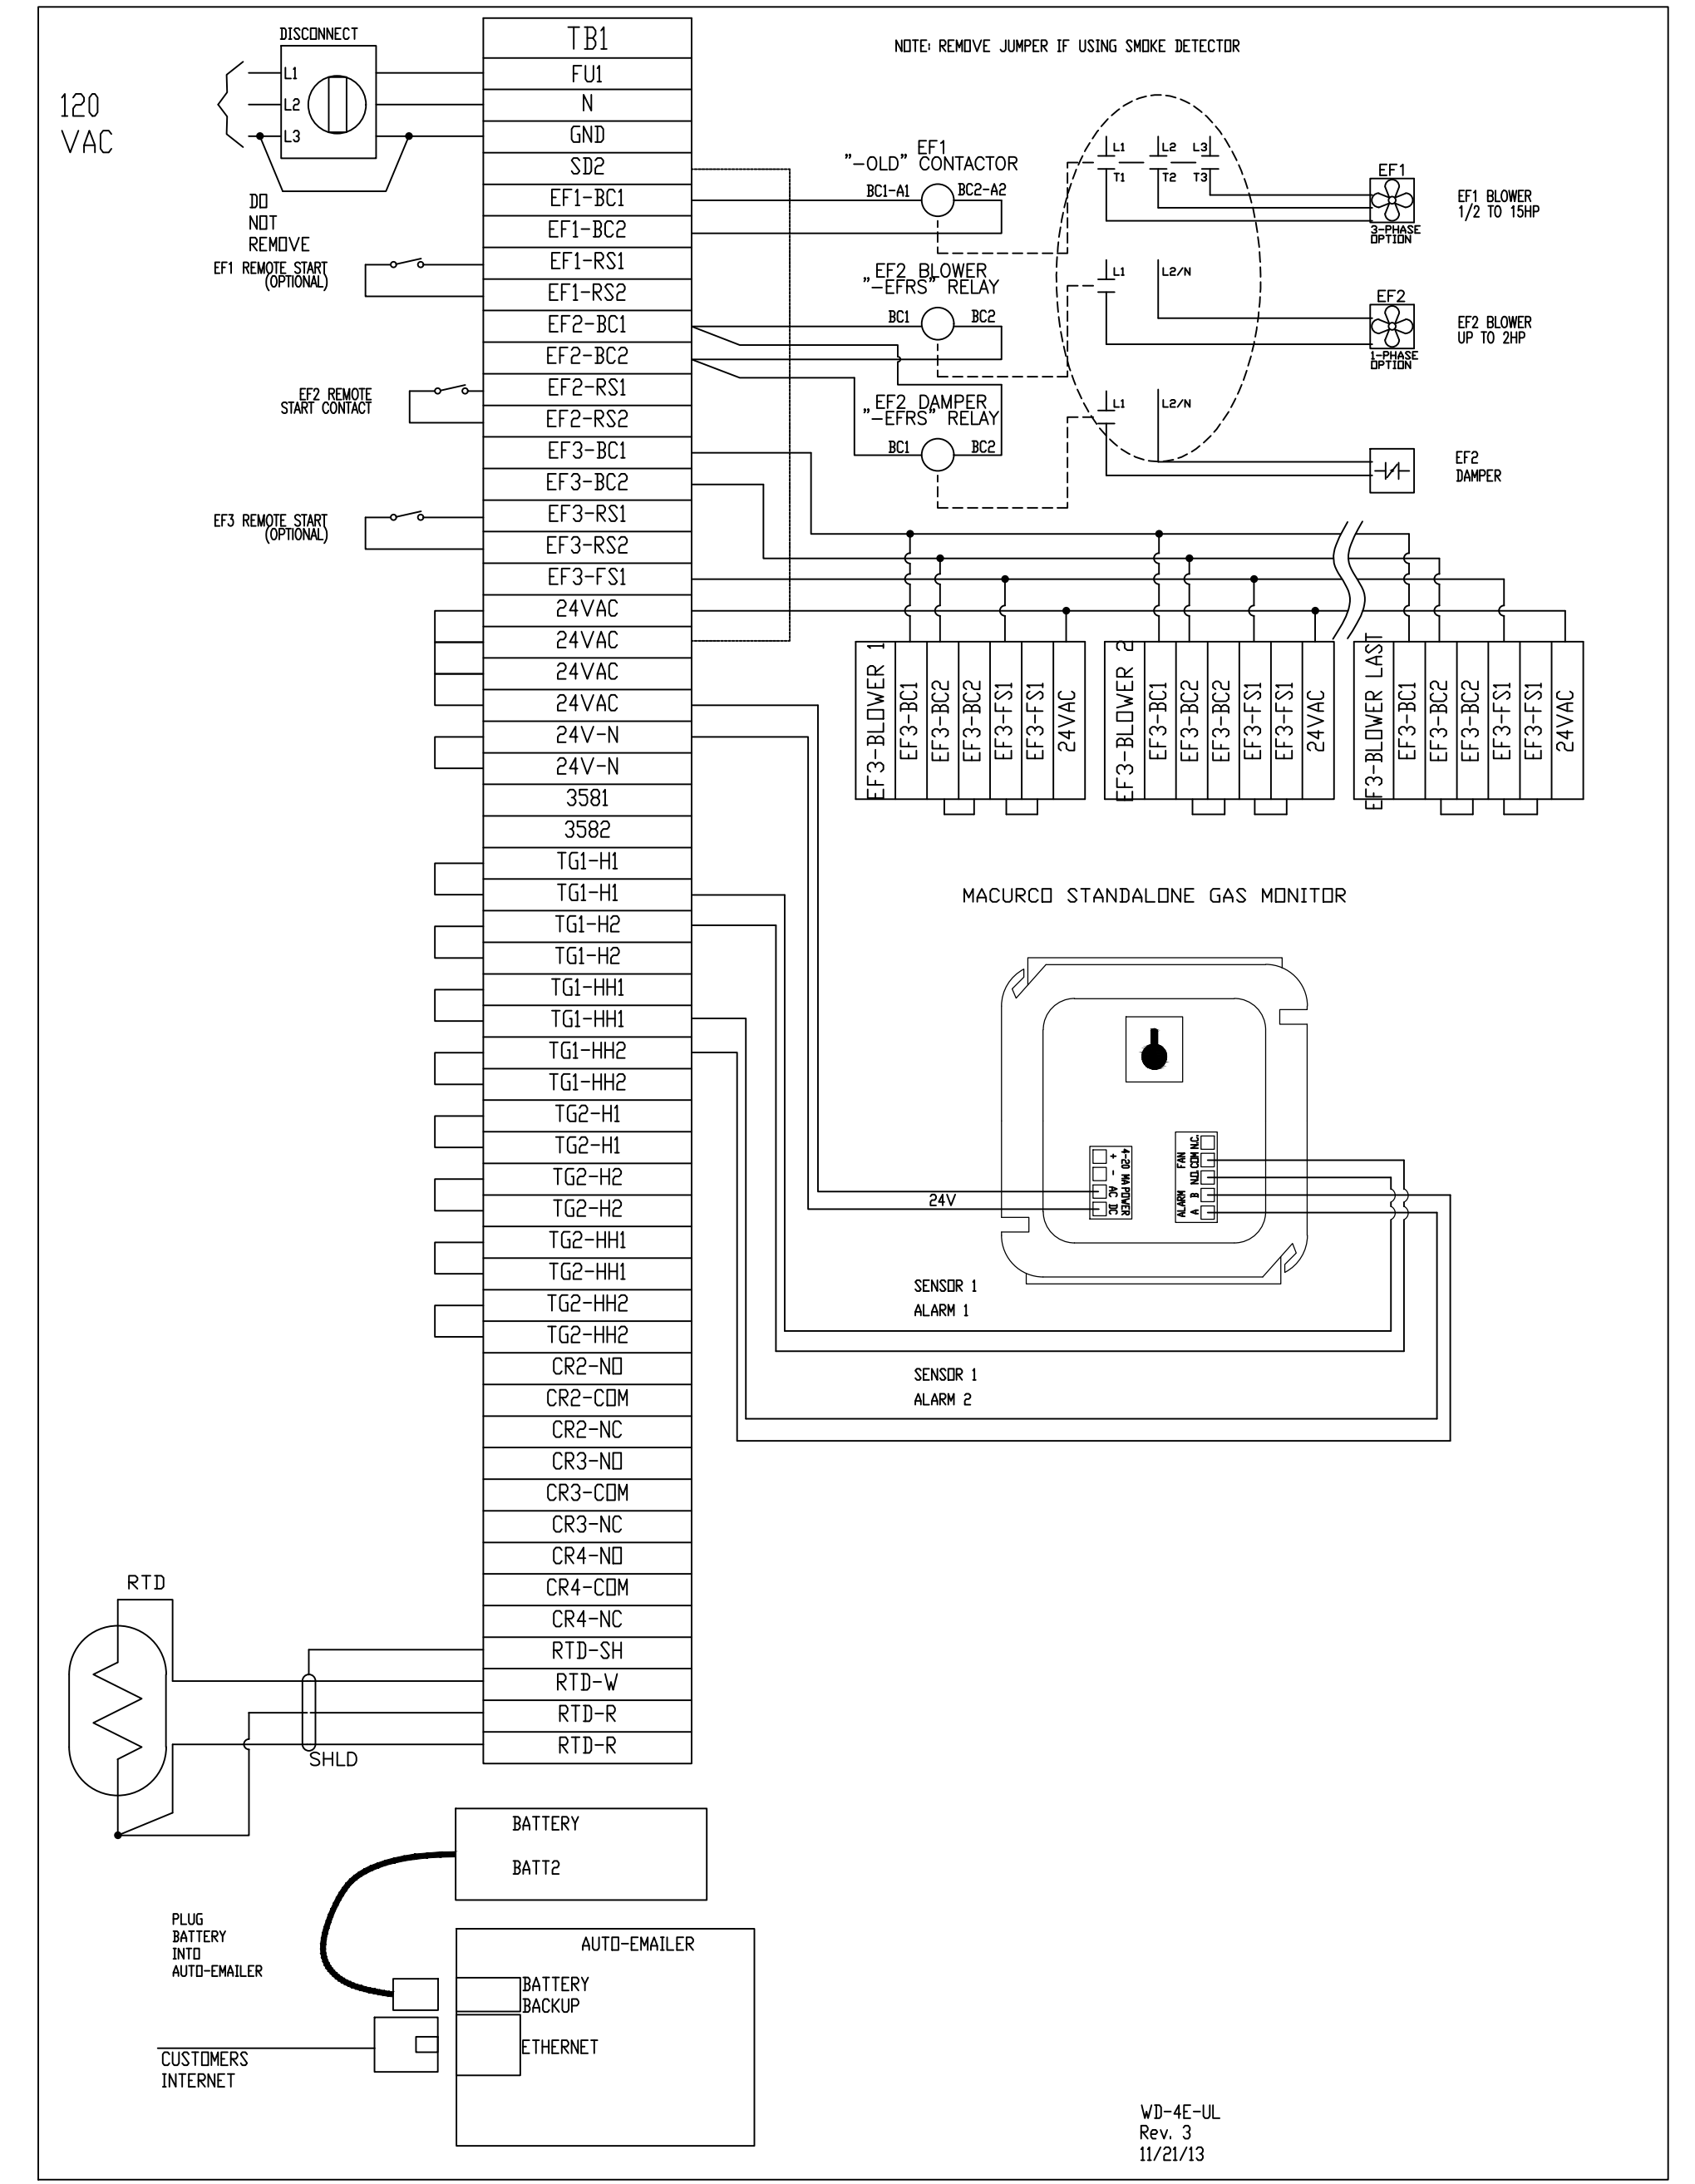 DISCONNECT
120
VAC
L1
L2
L3
DO
NOT
REMOVE
EF1 REMOTE START
(OPTIONAL)
EF2 REMOTE
START CONTACT
EF3 REMOTE START
(OPTIONAL)
TB1
FU1
N
GND
SD2
EF1-BC1
EF1-BC2
EF1-RS1
EF1-RS2
EF2-BC1
EF2-BC2
EF2-RS1
EF2-RS2
EF3-BC1
EF3-BC2
EF3-RS1
EF3-RS2
EF3-FS1
24VAC
24VAC
24VAC
24VAC
24V-N
24V-N
3581
3582
TG1-H1
TG1-H1
TG1-H2
TG1-H2
TG1-HH1
TG1-HH1
TG1-HH2
TG1-HH2
TG2-H1
TG2-H1
TG2-H2
TG2-H2
TG2-HH1
TG2-HH1
TG2-HH2
TG2-HH2
CR2-NO
CR2-COM
CR2-NC
CR3-NO
CR3-COM
CR3-NC
CR4-NO
CR4-COM
CR4-NC
RTD-SH
RTD-W
RTD-R
RTD-R
NOTE: REMOVE JUMPER IF USING SMOKE DETECTOR
EF1
"-OLD" CONTACTOR
BC1-A1
BC2-A2
L1
L2
L3
T1
T2
T3
EF1
3-PHASE
OPTION
EF1 BLOWER
1/2 TO 15HP
EF2 BLOWER
"-EFRS" RELAY
BC1
BC2
L1
L2/N
EF2
1-PHASE
OPTION
EF2 BLOWER
UP TO 2HP
EF2 DAMPER
"-EFRS" RELAY
BC1
BC2
L1
L2/N
EF2
DAMPER
EF3-BLOWER 1
EF3-BC1
EF3-BC2
EF3-BC2
EF3-FS1
EF3-FS1
24VAC
EF3-BLOWER 2
EF3-BC1
EF3-BC2
EF3-BC2
EF3-FS1
EF3-FS1
24VAC
EF3-BLOWER LAST
EF3-BC1
EF3-BC2
EF3-BC2
EF3-FS1
EF3-FS1
24VAC
MACURCO STANDALONE GAS MONITOR
4-20 MA POWER
+
-
AC
DC
FAN
N.C.
COM
N.O.
ALARM
B
A
24V
SENSOR 1
ALARM 1
SENSOR 1
ALARM 2
RTD
SHLD
BATTERY
BATT2
PLUG
BATTERY
INTO
AUTO-EMAILER
AUTO-EMAILER
BATTERY
BACKUP
ETHERNET
CUSTOMERS
INTERNET
WD-4E-UL
Rev. 3
11/21/13